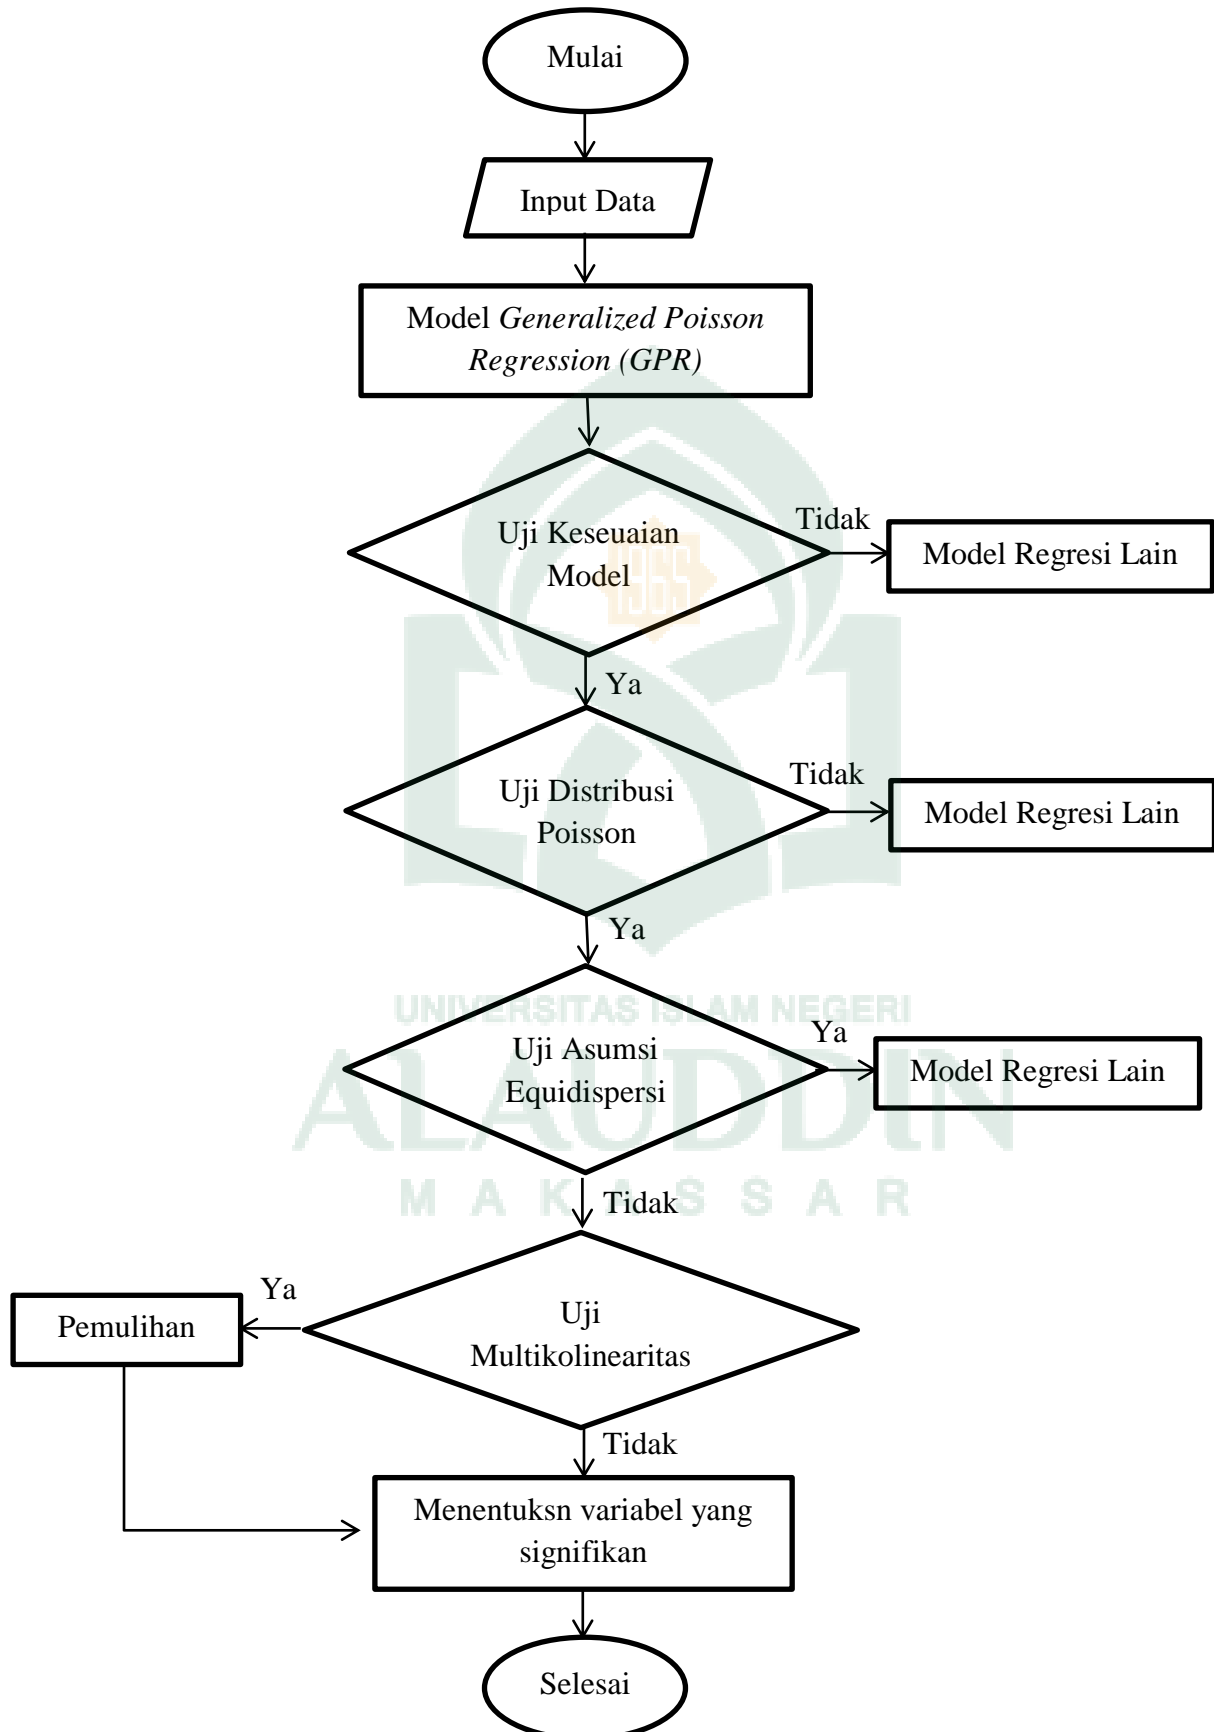 Mulai
Input Data
Model Generalized Poisson
Regression (GPR)
Uji Keseuaian
Model
Tidak
Model Regresi Lain
1965
Ya
Uji Distribusi
Poisson
Tidak
Model Regresi Lain
Ya
UNIVERSITAS ISLAM NEGERI
ALAUDDIN
MAKASSAR
Uji Asumsi
Equidispersi
Ya
Model Regresi Lain
Tidak
Uji
Multikolinearitas
Ya
Pemulihan
Tidak
Menentuksn variabel yang
signifikan
Selesai